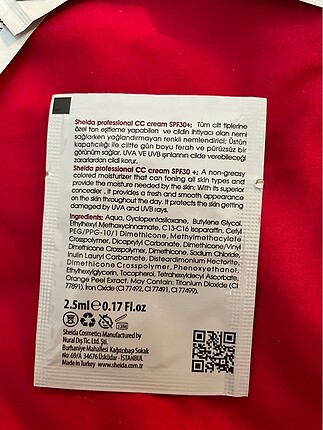 Sheida professional CC cream SPF30+; Tüm cilt tiplerine
özel ton eşitleme yapabilen ve cildin ihtiyacı olan nemi
sağlarken yağlandırmayan renkli nemlendirici; Üstün
kapatıcılığı ile ciltte gün boyu ferah ve pürüzsüz bir
görünüm sağlar. UVA VE UVB ışınlarının cilde verebileceği
zararlardan cildi korur.
Sheida professional CC cream SPF30 +; A non-greasy
colored moisturizer that can toning all skin types and
provide the moisture needed by the skin; With its superior
concealer , it provides a fresh and smooth appearance
on the skin throughout the day. It protects the skin getting
damaged by UVA and UVB rays.
Ingredients: Aqua, Cyclopentasiloxane, Butylene Glycol,
Ethylhexyl Methoxycinnamate, C13-C16 Isoparaffin, Cetyl
PEG/PPG-10/1 Dimethicone, Methylmethacylate
Crosspolymer, Dicaprylyl Carbonate, Dimethicone/Vinyl
Dimethicone Crosspolymer, Dimethicone, Sodium Chloride,
Inulin Lauryl Carbamate, Disteardimonium Hectorite,
Dimethicone Crosspolymer, Phenoxyethanol,
Ethylhexylglycerin, Tocopherol, Tetrahexyldecyl Ascorbate,
Orange Peel Extract. May Contain: Titanium Dioxide (CI
77891), Iron Oxide (CI 77492, CI 77491, CI 77499).
2.5ml e 0.17 Fl.oz
12M
Sheida Cosmetics Manufactured by
Nural Dış Tic. Ltd. Şti.
Burhaniye Mahallesi Kağıtobaşı Sokak
No: 69/A 34676 Üsküdar - İSTANBUL
Made in Turkey www.sheida.com.tr